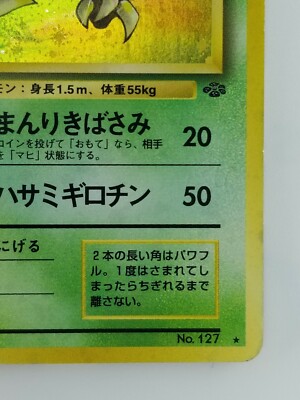 モン：身長1.5m、体重55kg
まんりきばさみ 20
コインを投げて「おもて」なら、相手
を「マヒ」状態にする。
ハサミギロチン 50
にげる
2本の長い角はパワフ
ル。1度はさまれてし
まったらちぎれるまで
離さない。
No. 127 ★